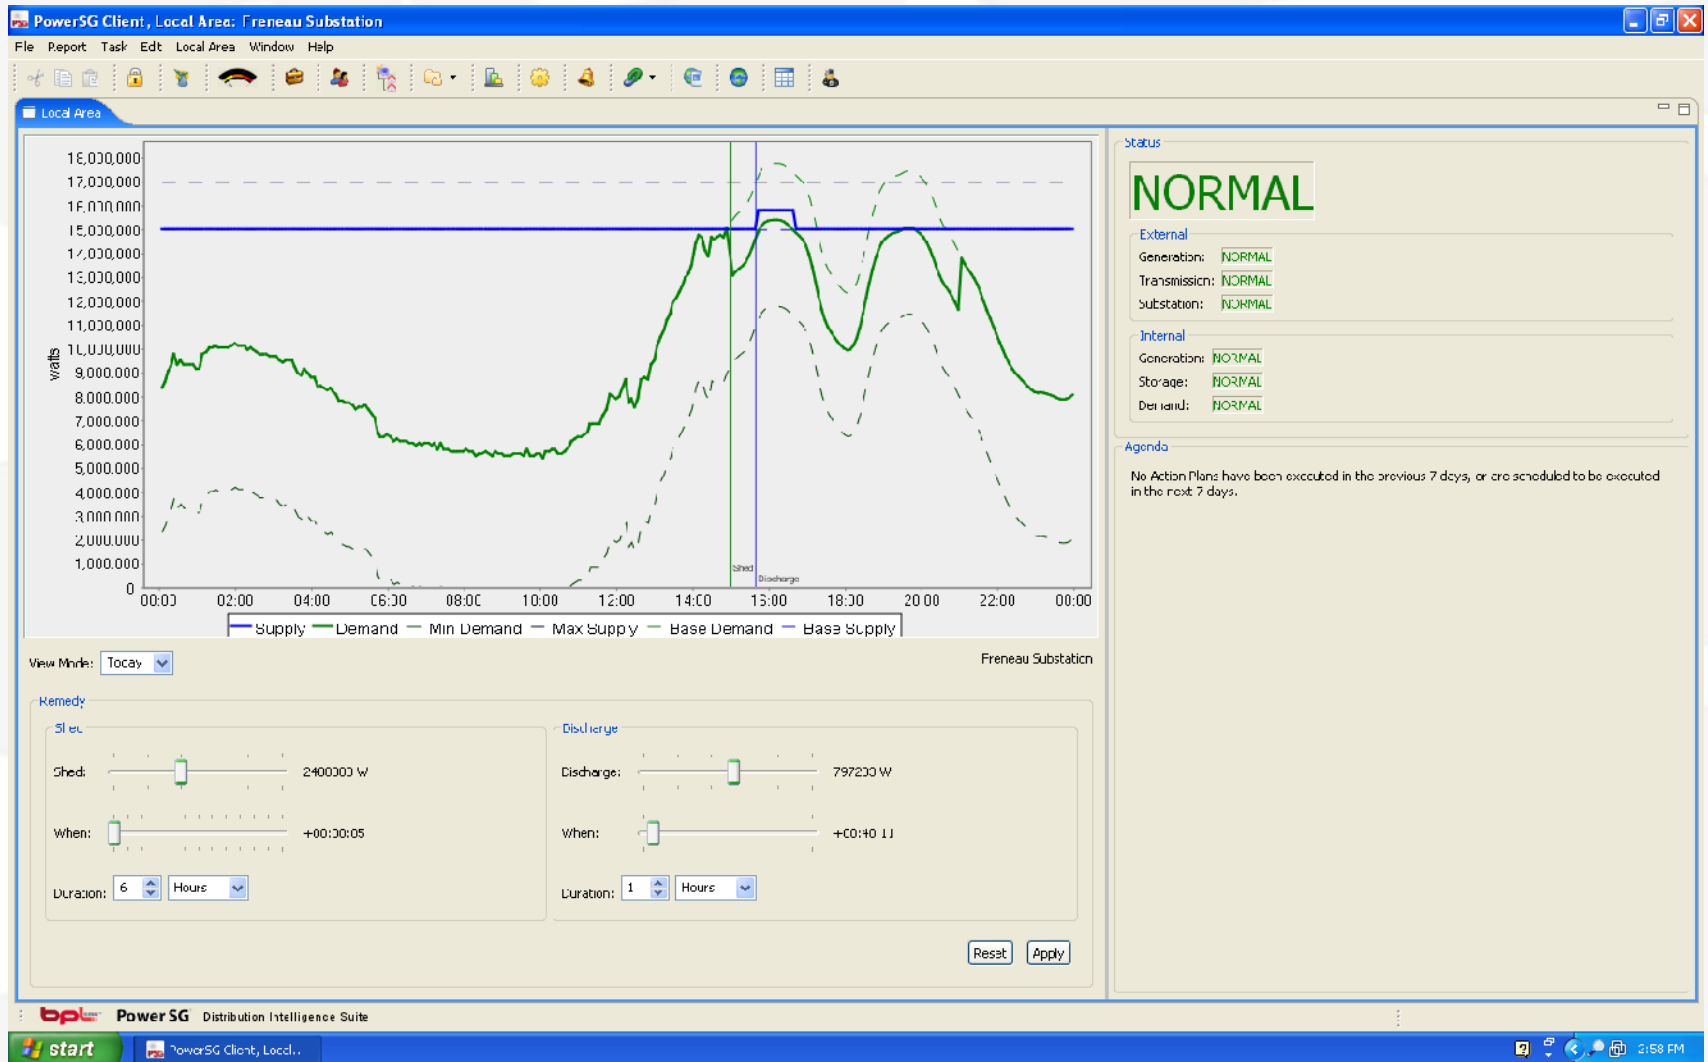 PowerSG Client, Local Area: Freneau Substation
File Report Task Edit Local Area Window Help
Local Area
18,000,000
17,000,000
16,000,000
15,000,000
14,000,000
13,000,000
12,000,000
11,000,000
10,000,000
9,000,000
8,000,000
7,000,000
6,000,000
5,000,000
4,000,000
3,000,000
2,000,000
1,000,000
0
watts
Shed
Discharge
00:00 02:00 04:00 06:00 08:00 10:00 12:00 14:00 16:00 18:00 20:00 22:00 00:00
Supply Demand Min Demand Max Supply Base Demand Base Supply
View Mode: Today
Freneau Substation
Remedy
Shed
Shed: 2400000 W
When: +00:00:05
Duration: 6 Hours
Discharge
Discharge: 797200 W
When: +00:40:11
Duration: 1 Hours
Reset Apply
Status
NORMAL
External
Generation: NORMAL
Transmission: NORMAL
Substation: NORMAL
Internal
Generation: NORMAL
Storage: NORMAL
Demand: NORMAL
Agenda
No Action Plans have been executed in the previous 7 days, or are scheduled to be executed
in the next 7 days.
bpl Power SG Distribution Intelligence Suite
start PowerSG Client, Local... 2:58 PM